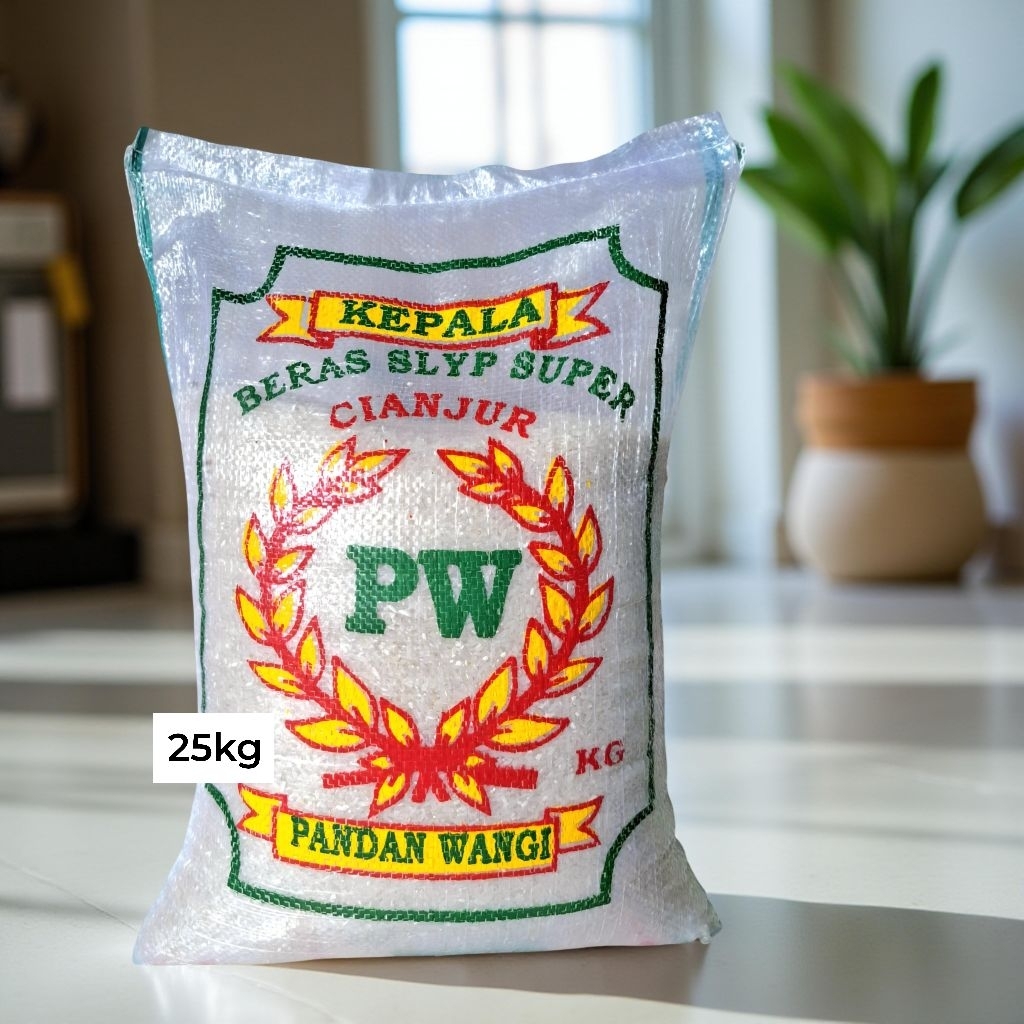 KEPALA
BERAS SLYP SUPER
CIANJUR
PW
25kg
KG
PANDAN WANGI